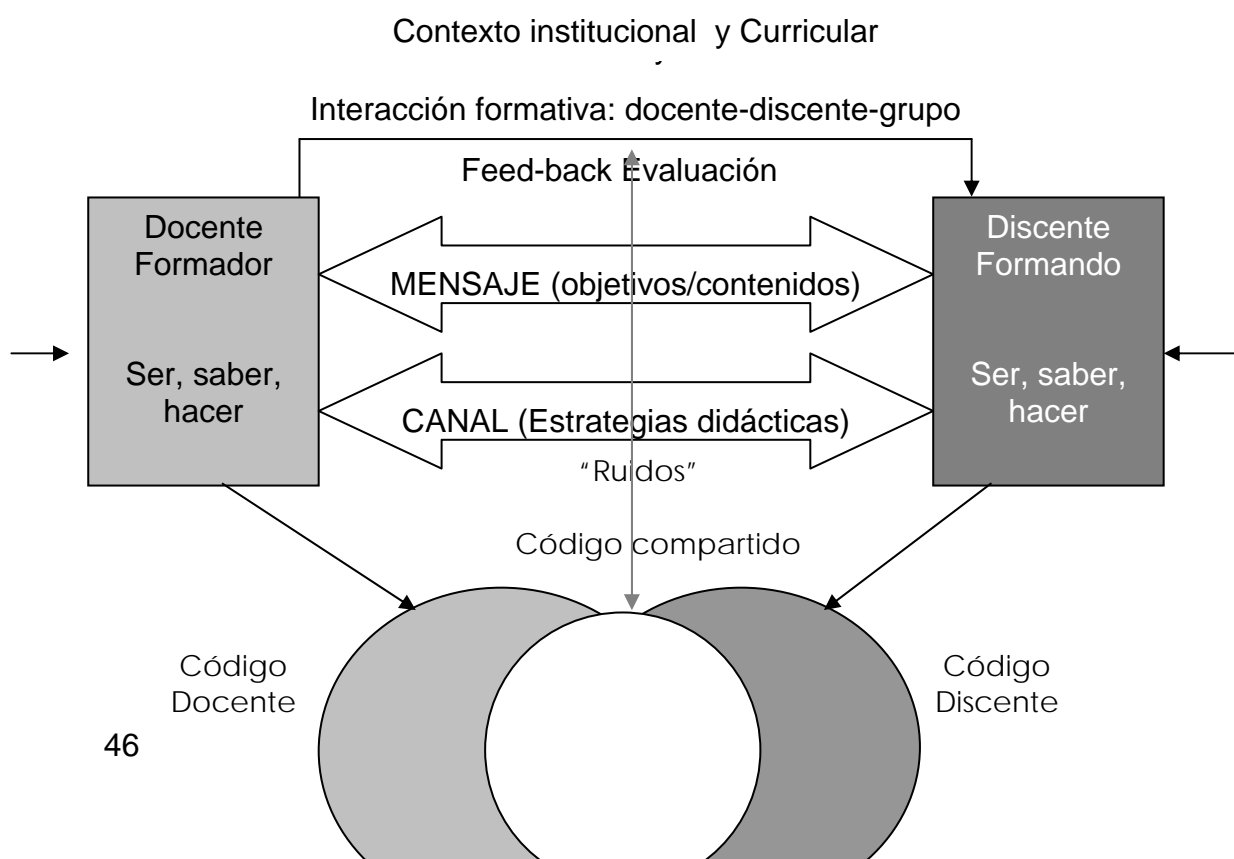 Contexto institucional y Curricular
Interacción formativa: docente-discente-grupo
Feed-back Evaluación
Docente
Formador
Discente
Formando
MENSAJE (objetivos/contenidos)
Ser, saber,
hacer
Ser, saber,
hacer
CANAL (Estrategias didácticas)
“Ruidos”
Código compartido
Código
Docente
Código
Discente
46